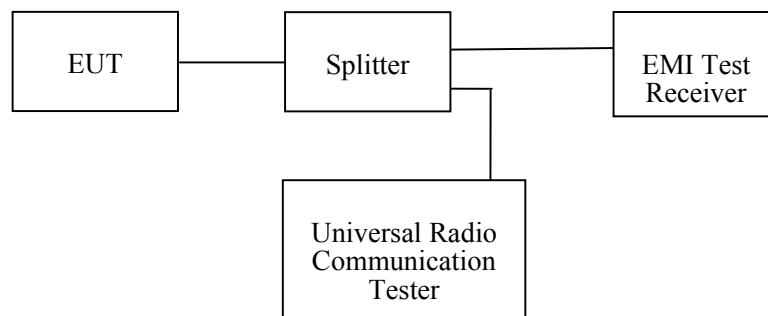 EUT
Splitter
EMI Test
Receiver
Universal Radio
Communication
Tester